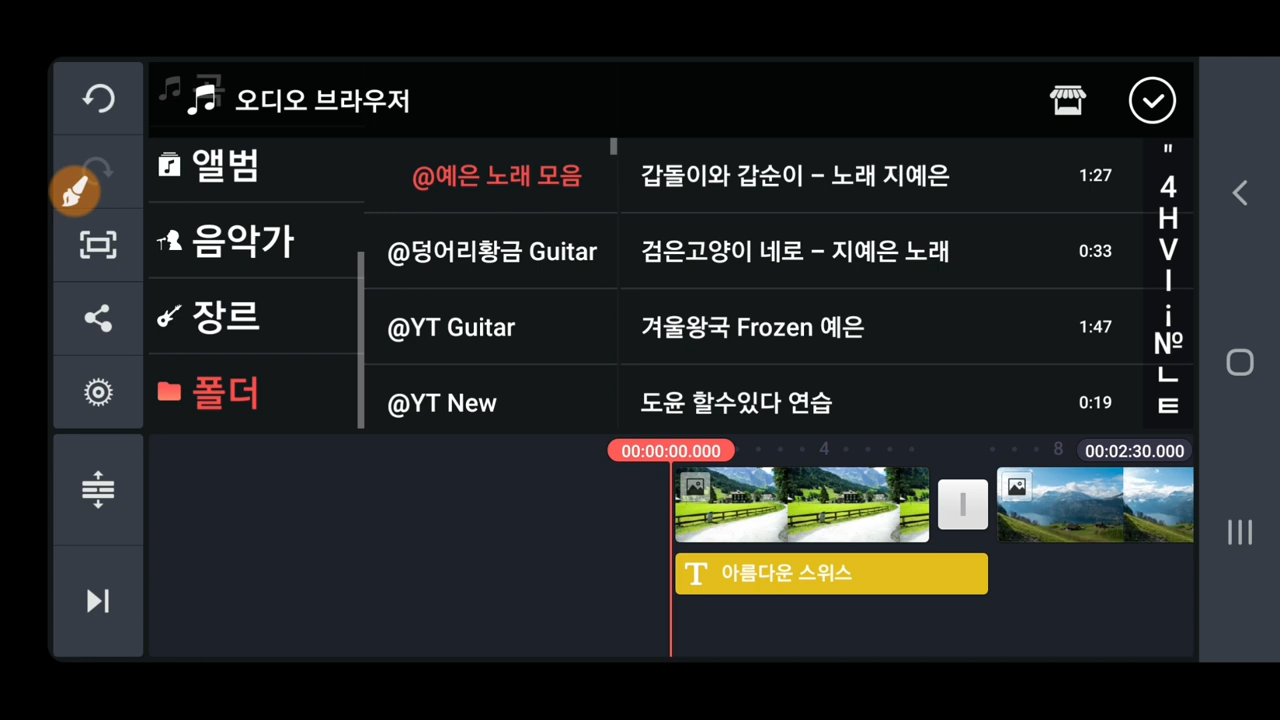 곡
오디오 브라우저
앨범
음악가
장르
폴더
@예은 노래 모음
@덩어리황금 Guitar
@YT Guitar
@YT New
갑돌이와 갑순이 – 노래 지예은 1:27
검은고양이 네로 – 지예은 노래 0:33
겨울왕국 Frozen 예은 1:47
도윤 할수있다 연습 0:19
"
4
H
V
l
i
№
ㄴ
ㅌ
00:00:00.000
4
8
00:02:30.000
T 아름다운 스위스